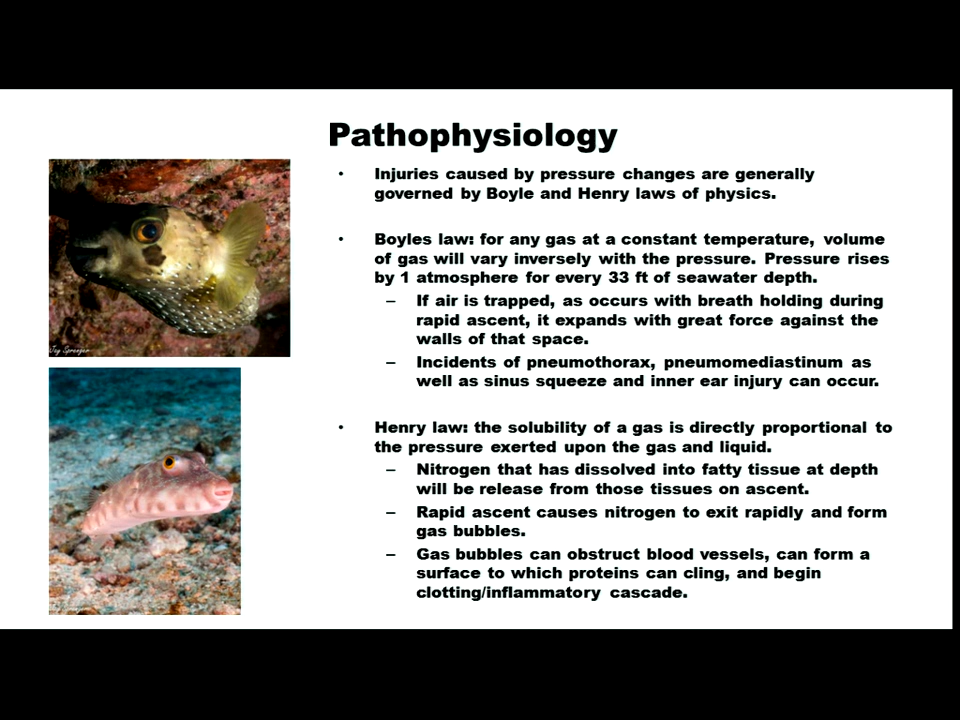 Pathophysiology
• Injuries caused by pressure changes are generally
governed by Boyle and Henry laws of physics.
• Boyles law: for any gas at a constant temperature, volume
of gas will vary inversely with the pressure. Pressure rises
by 1 atmosphere for every 33 ft of seawater depth.
– If air is trapped, as occurs with breath holding during
rapid ascent, it expands with great force against the
walls of that space.
– Incidents of pneumothorax, pneumomediastinum as
well as sinus squeeze and inner ear injury can occur.
• Henry law: the solubility of a gas is directly proportional to
the pressure exerted upon the gas and liquid.
– Nitrogen that has dissolved into fatty tissue at depth
will be release from those tissues on ascent.
– Rapid ascent causes nitrogen to exit rapidly and form
gas bubbles.
– Gas bubbles can obstruct blood vessels, can form a
surface to which proteins can cling, and begin
clotting/inflammatory cascade.